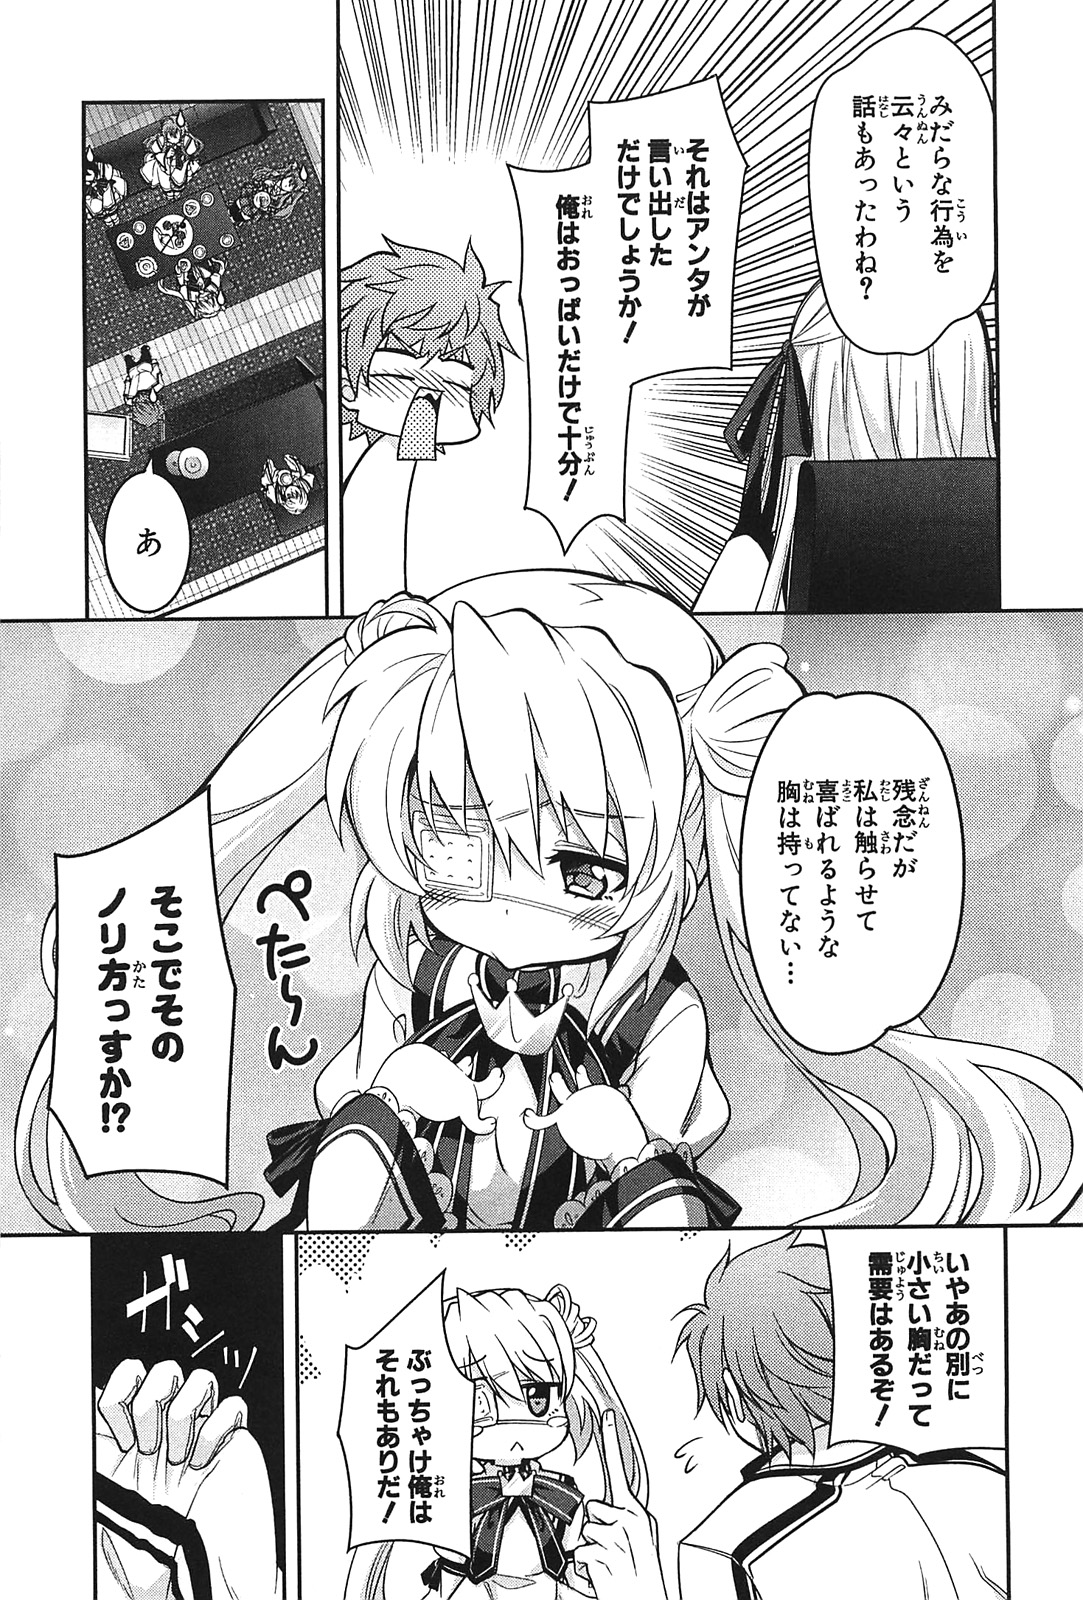 みだらな行為を
云々という
話もあったわね?
それはアンタが
言い出した
だけでしょうか!
俺はおっぱいだけで十分!
あ
残念だが
私は触らせて
喜ばれるような
胸は持ってない…
ぺた〜ん
そこでその
ノリ方っすか!?
いやあの別に
小さい胸だって
需要はあるぞ!
ぶっちゃけ俺は
それもありだ!
ガシッ